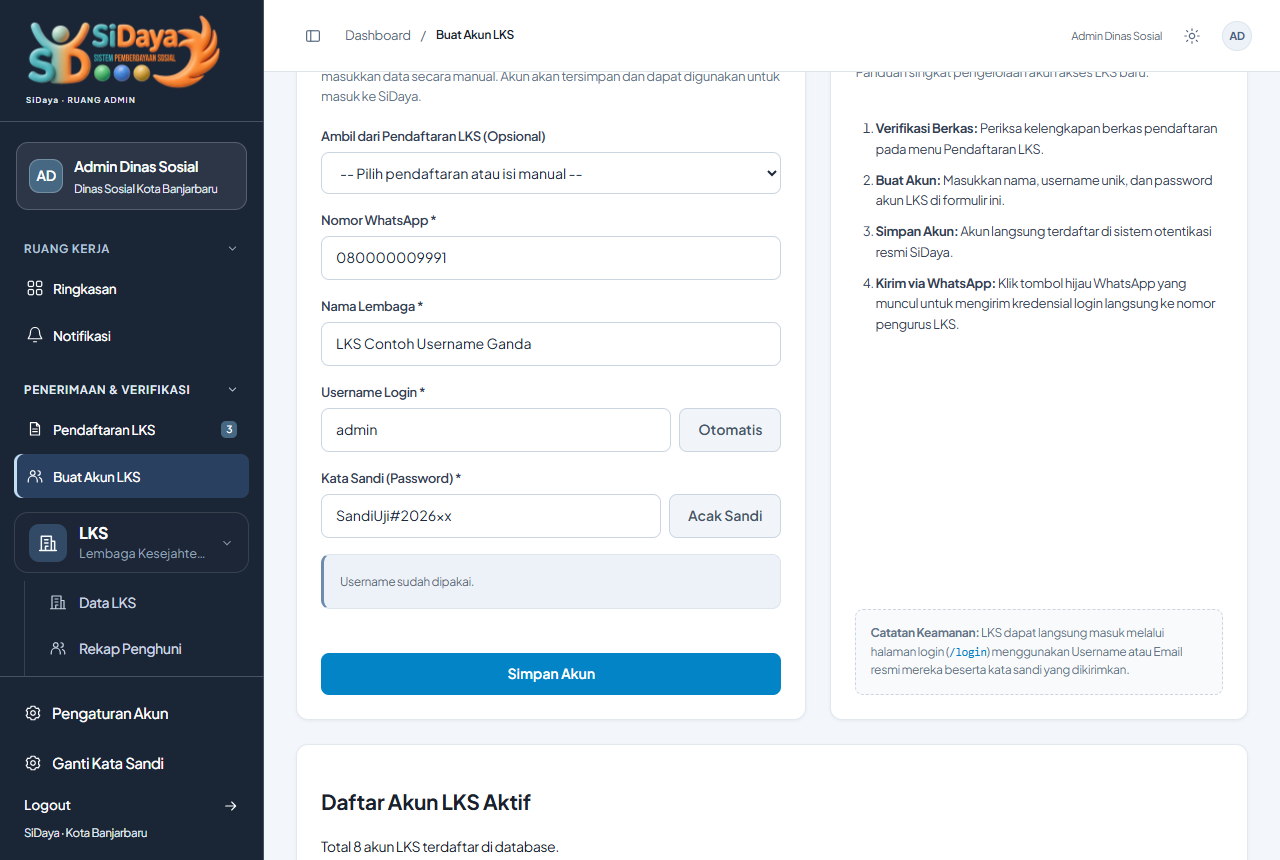 SiDaya
SISTEM PEMBERDAYAAN SOSIAL
SiDaya · RUANG ADMIN
AD
Admin Dinas Sosial
Dinas Sosial Kota Banjarbaru
RUANG KERJA
Ringkasan
Notifikasi
PENERIMAAN & VERIFIKASI
Pendaftaran LKS
3
Buat Akun LKS
LKS
Lembaga Kesejahte...
Data LKS
Rekap Penghuni
Pengaturan Akun
Ganti Kata Sandi
Logout
SiDaya · Kota Banjarbaru
Dashboard / Buat Akun LKS
Admin Dinas Sosial
AD
masukkan data secara manual. Akun akan tersimpan dan dapat digunakan untuk
masuk ke SiDaya.
Ambil dari Pendaftaran LKS (Opsional)
-- Pilih pendaftaran atau isi manual --
Nomor WhatsApp *
080000009991
Nama Lembaga *
LKS Contoh Username Ganda
Username Login *
admin
Otomatis
Kata Sandi (Password) *
SandiUji#2026xx
Acak Sandi
Username sudah dipakai.
Simpan Akun
Panduan singkat pengelolaan akun akses LKS baru.
1. Verifikasi Berkas: Periksa kelengkapan berkas pendaftaran
pada menu Pendaftaran LKS.
2. Buat Akun: Masukkan nama, username unik, dan password
akun LKS di formulir ini.
3. Simpan Akun: Akun langsung terdaftar di sistem otentikasi
resmi SiDaya.
4. Kirim via WhatsApp: Klik tombol hijau WhatsApp yang
muncul untuk mengirim kredensial login langsung ke nomor
pengurus LKS.
Catatan Keamanan: LKS dapat langsung masuk melalui
halaman login (/login) menggunakan Username atau Email
resmi mereka beserta kata sandi yang dikirimkan.
Daftar Akun LKS Aktif
Total 8 akun LKS terdaftar di database.